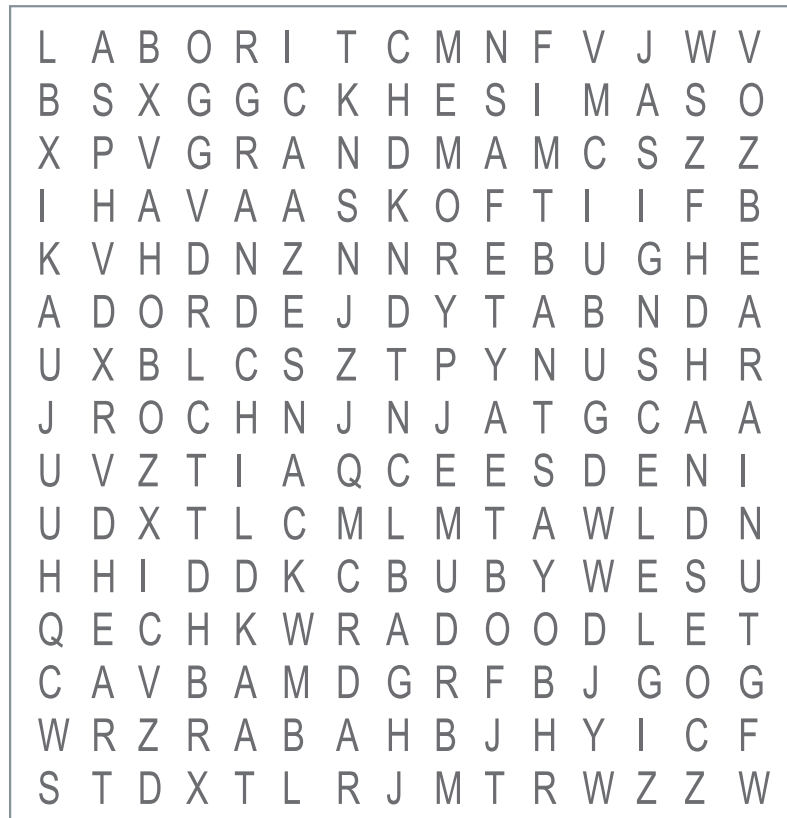 L A B O R I T C M N F V J W V
B S X G G C K H E S I M A S O
X P V G R A N D M A M C S Z Z
I H A V A A S K O F T I I F B
K V H D N Z N N R E B U G H E
A D O R D E J D Y T A B N D A
U X B L C S Z T P Y N U S H R
J R O C H N J N J A T G C A A
U V Z T I A Q C E E S D E N I
U D X T L C M L M T A W L D N
H H I D D K C B U B Y W E S U
Q E C H K W R A D O O D L E T
C A V B A M D G R F B J G O G
W R Z R A B A H B J H Y I C F
S T D X T L R J M T R W Z Z W